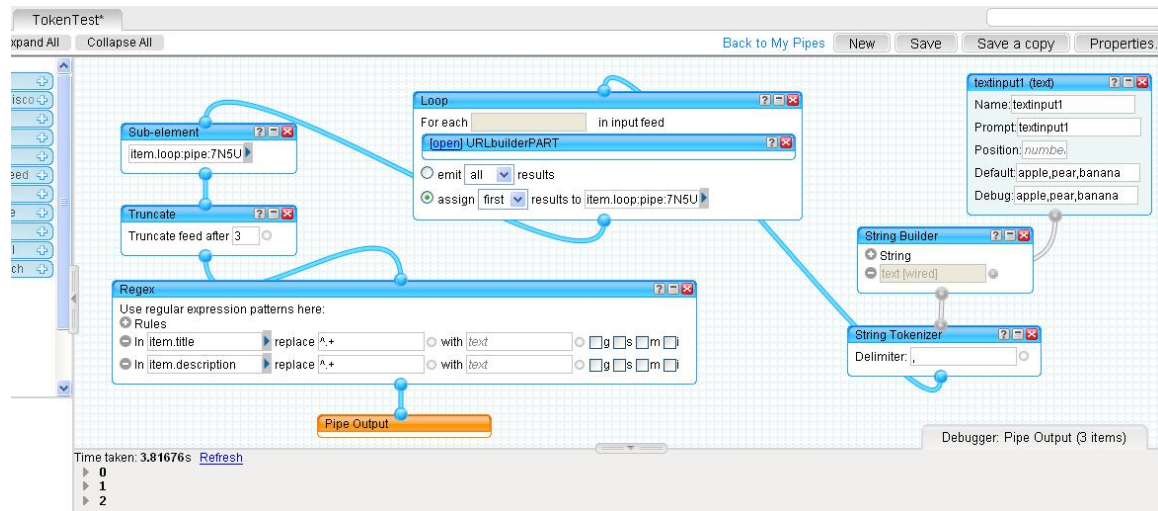 TokenTest*
xpand All Collapse All Back to My Pipes New Save Save a copy Properties.
isco
eed
e
l
ch
Sub-element
item.loop:pipe:7N5U
Truncate
Truncate feed after 3
Loop
For each in input feed
[open] URLbuilderPART
emit all results
assign first results to item.loop:pipe:7N5U
textinput1 (text)
Name: textinput1
Prompt: textinput1
Position: numbe
Default: apple,pear,banana
Debug: apple,pear,banana
String Builder
String
text [wired]
String Tokenizer
Delimiter: ,
Regex
Use regular expression patterns here:
Rules
In item.title replace ^.+ with text g s m i
In item.description replace ^.+ with text g s m i
Pipe Output
Debugger: Pipe Output (3 items)
Time taken: 3.81676s Refresh
0
1
2